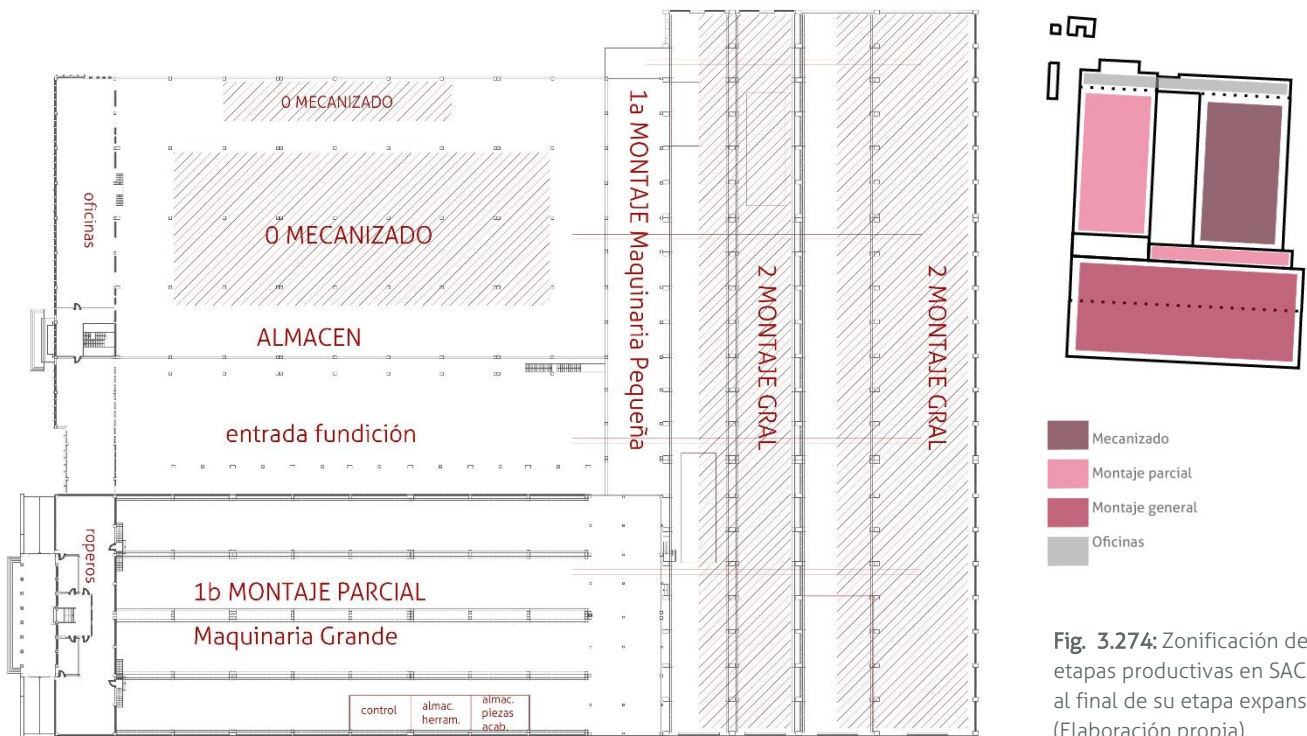 0 MECANIZADO
oficinas
0 MECANIZADO
ALMACEN
entrada fundición
1a MONTAJE Maquinaria Pequeña
2 MONTAJE GRAL
2 MONTAJE GRAL
roperos
1b MONTAJE PARCIAL
Maquinaria Grande
control
almac.
herram.
almac.
piezas
acab.
Mecanizado
Montaje parcial
Montaje general
Oficinas
Fig. 3.274: Zonificación de
etapas productivas en SAC
al final de su etapa expans
(Elaboración propia)